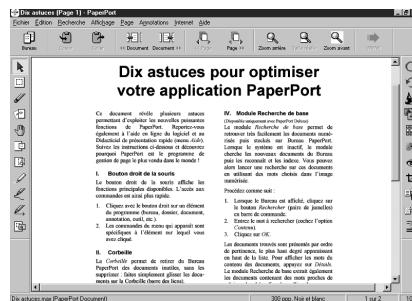 Dix astuces (Page 1) - PaperPort
Fichier Édition Recherche Affichage Page Annotations Internet Aide
Bureau << Document Document >> < Page Page >> Zoom arrière Zoom avant
Dix astuces pour optimiser
votre application PaperPort
Ce document révèle plusieurs astuces
permettant d'exploiter les nouvelles puissantes
fonctions de PaperPort. Reportez-vous
également à l'aide en ligne du logiciel et au
Didacticiel de présentation rapide (menu Aide).
Suivez les instructions ci-dessous et découvrez
pourquoi PaperPort est le programme de
gestion de page le plus vendu dans le monde !
I. Bouton droit de la souris
Le bouton droit de la souris affiche les
fonctions principales disponibles. L'accès aux
commandes est ainsi plus rapide.
1. Cliquez avec le bouton droit sur un élément
du programme (bureau, dossier, document,
annotation, outil, etc.).
2. Les commandes du menu qui apparaît sont
spécifiques à l'élément sur lequel vous
avez cliqué.
II. Corbeille
La Corbeille permet de retirer du Bureau
PaperPort des documents inutiles, sans les
supprimer : faites simplement glisser les docu-
ments sur la Corbeille (barre des liens).
IV. Module Recherche de base
(Disponible uniquement avec PaperPort Deluxe)
Le module Recherche de base permet de
retrouver très facilement les documents numé-
risés puis stockés sur Bureau PaperPort.
Lorsque le système est inactif, le module
cherche les nouveaux documents du Bureau
puis les reconnaît et les indexe. Vous pouvez
alors lancer une recherche sur ces documents
en utilisant des mots choisis dans l'image
numérisée.
Procédez comme suit :
1. Lorsque le Bureau est affiché, cliquez sur
le bouton Rechercher (paire de jumelles)
en barre de commande.
2. Entrez le mot à rechercher (cochez l'option
Contenu).
3. Cliquez sur OK.
Les documents trouvés sont présentés par ordre
de pertinence, le plus haut degré apparaissant
en haut de la liste. Pour afficher les mots du
contenu des documents, appuyez sur Détails.
Le module Recherche de base extrait également
les documents contenant des mots proches de
Dix astuces.max (PaperPort Document) 300 ppp, Noir et blanc 1 sur 2